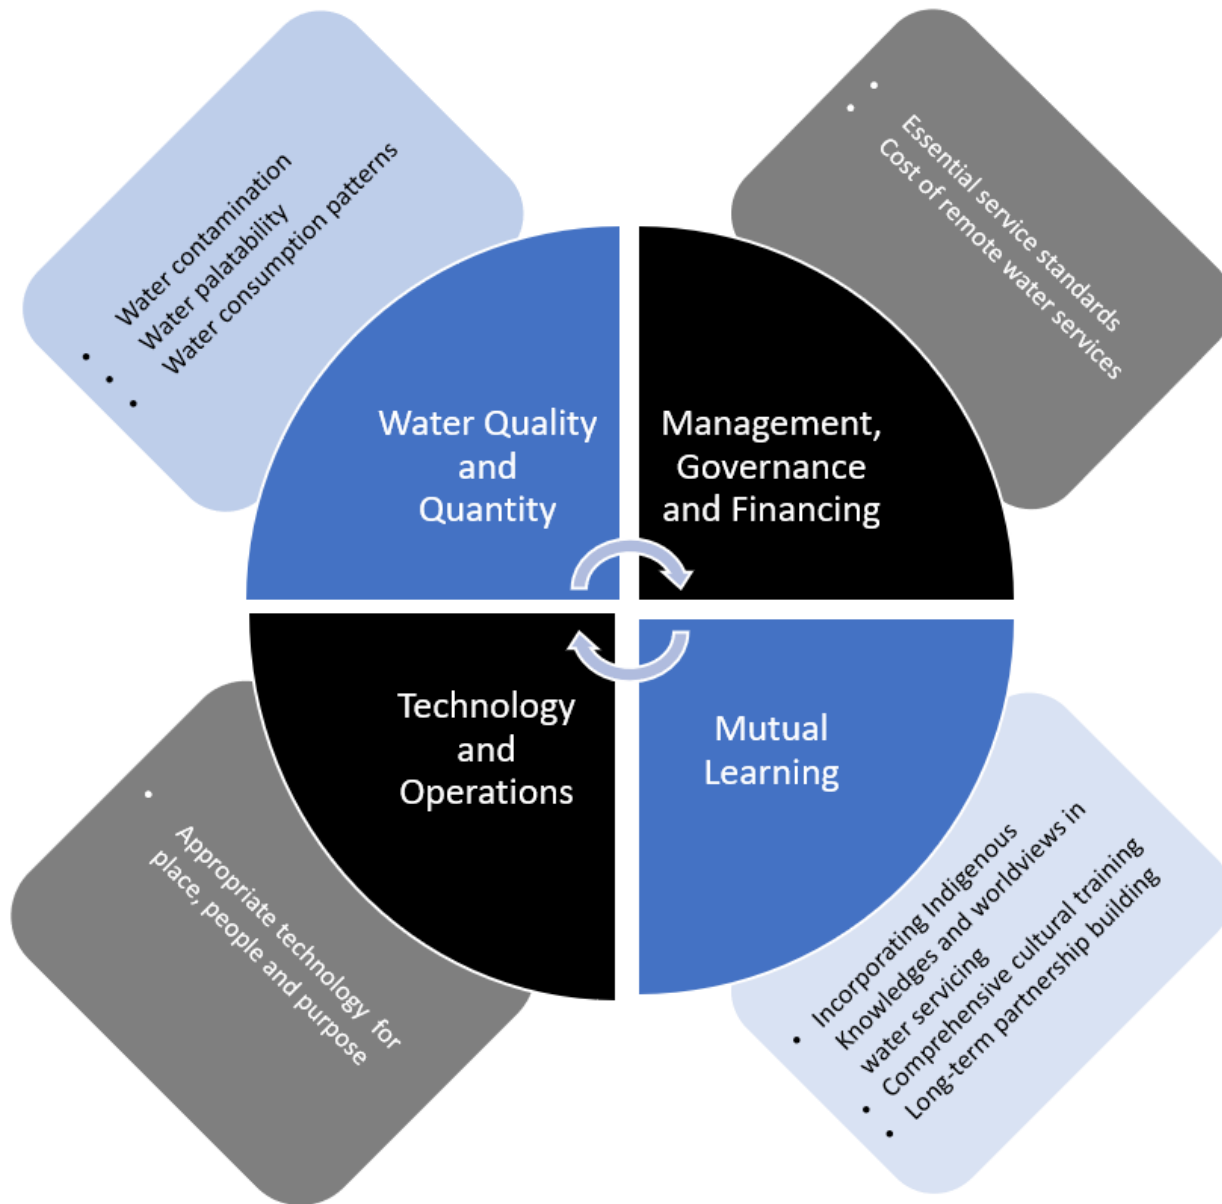 • Water contamination
• Water palatability
• Water consumption patterns
Water Quality
and
Quantity
• Essential service standards
• Cost of remote water services
Management,
Governance
and Financing
Technology
and
Operations
• Appropriate technology for
place, people and purpose
Mutual
Learning
• Incorporating Indigenous
Knowledges and worldviews in
water servicing
• Comprehensive cultural training
• Long-term partnership building